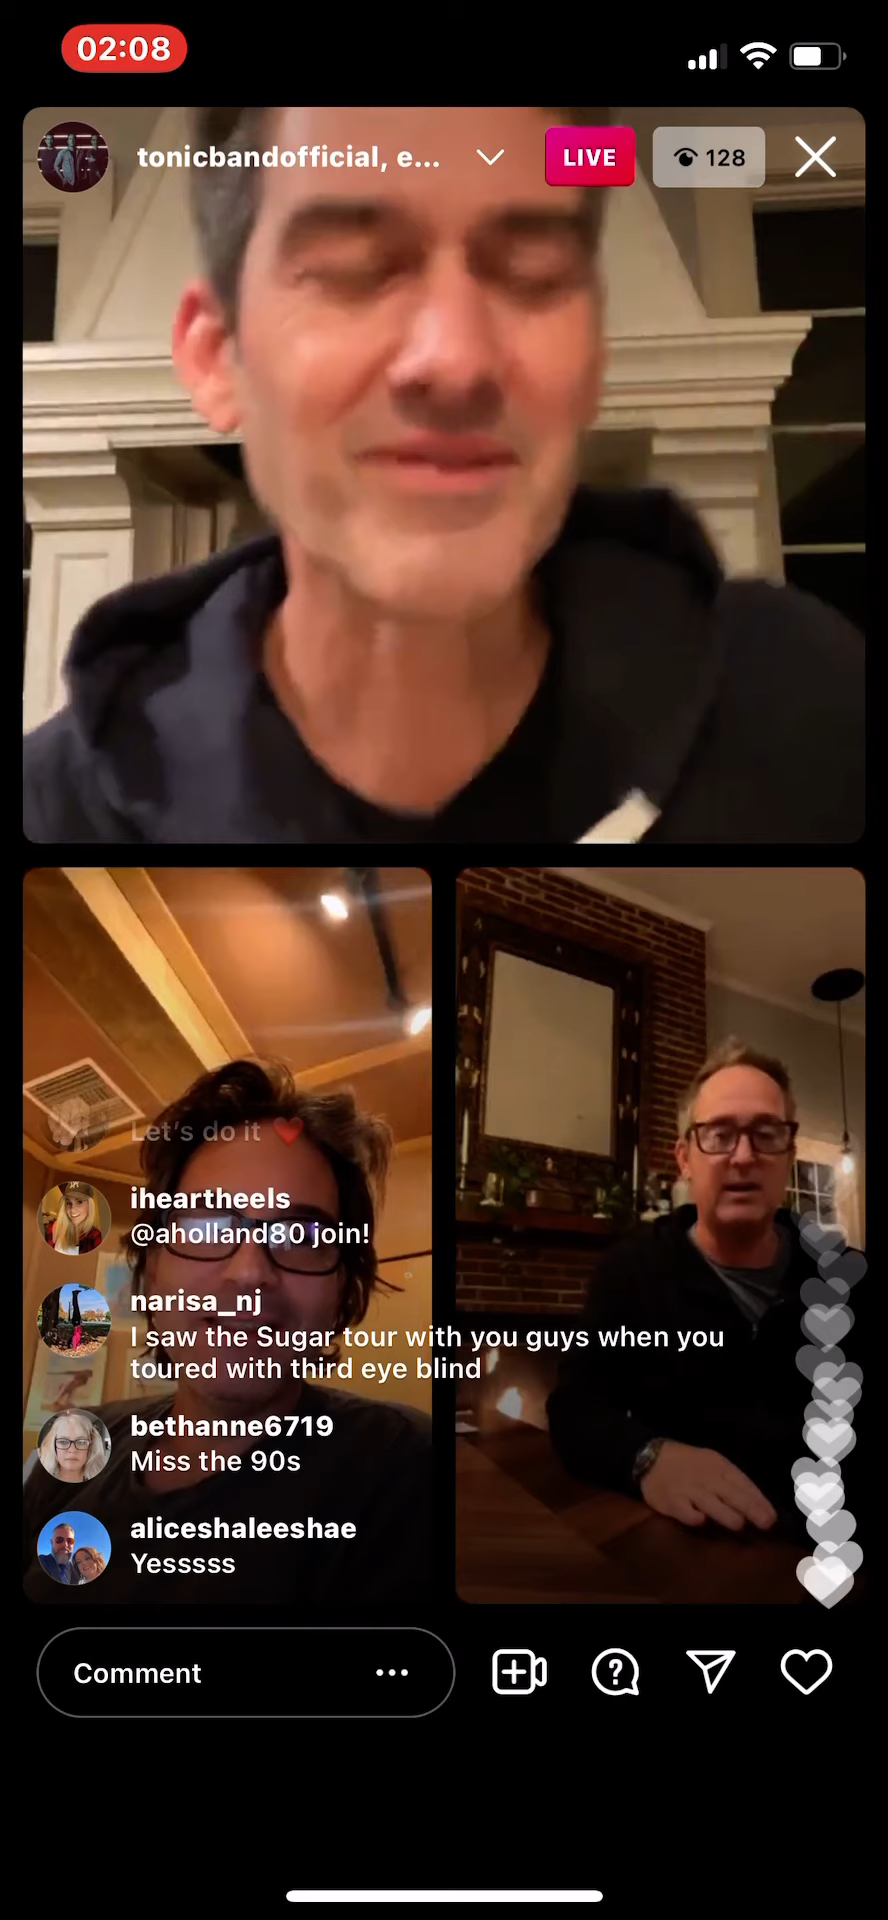 02:08
tonicbandofficial, e...
LIVE
128
Let's do it ❤️
iheartheels
@aholland80 join!
narisa_nj
I saw the Sugar tour with you guys when you
toured with third eye blind
bethanne6719
Miss the 90s
aliceshaleeshae
Yesssss
Comment